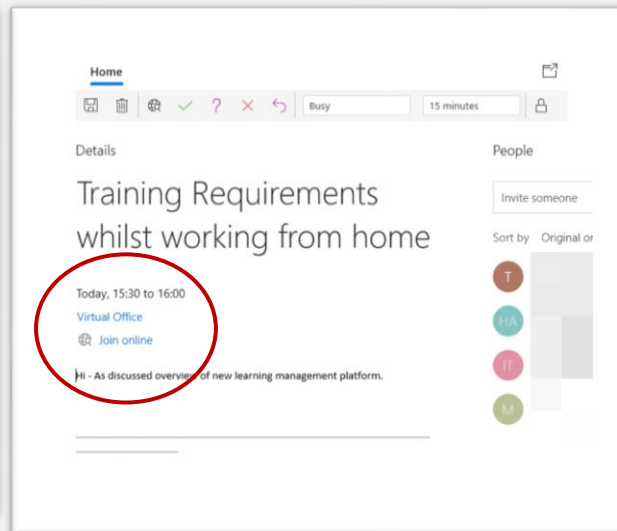 Home
Busy
15 minutes
Details
People
Training Requirements
whilst working from home
Invite someone
Sort by Original or
Today, 15:30 to 16:00
Virtual Office
Join online
Hi - As discussed overview of new learning management platform.
T
HA
IT
M